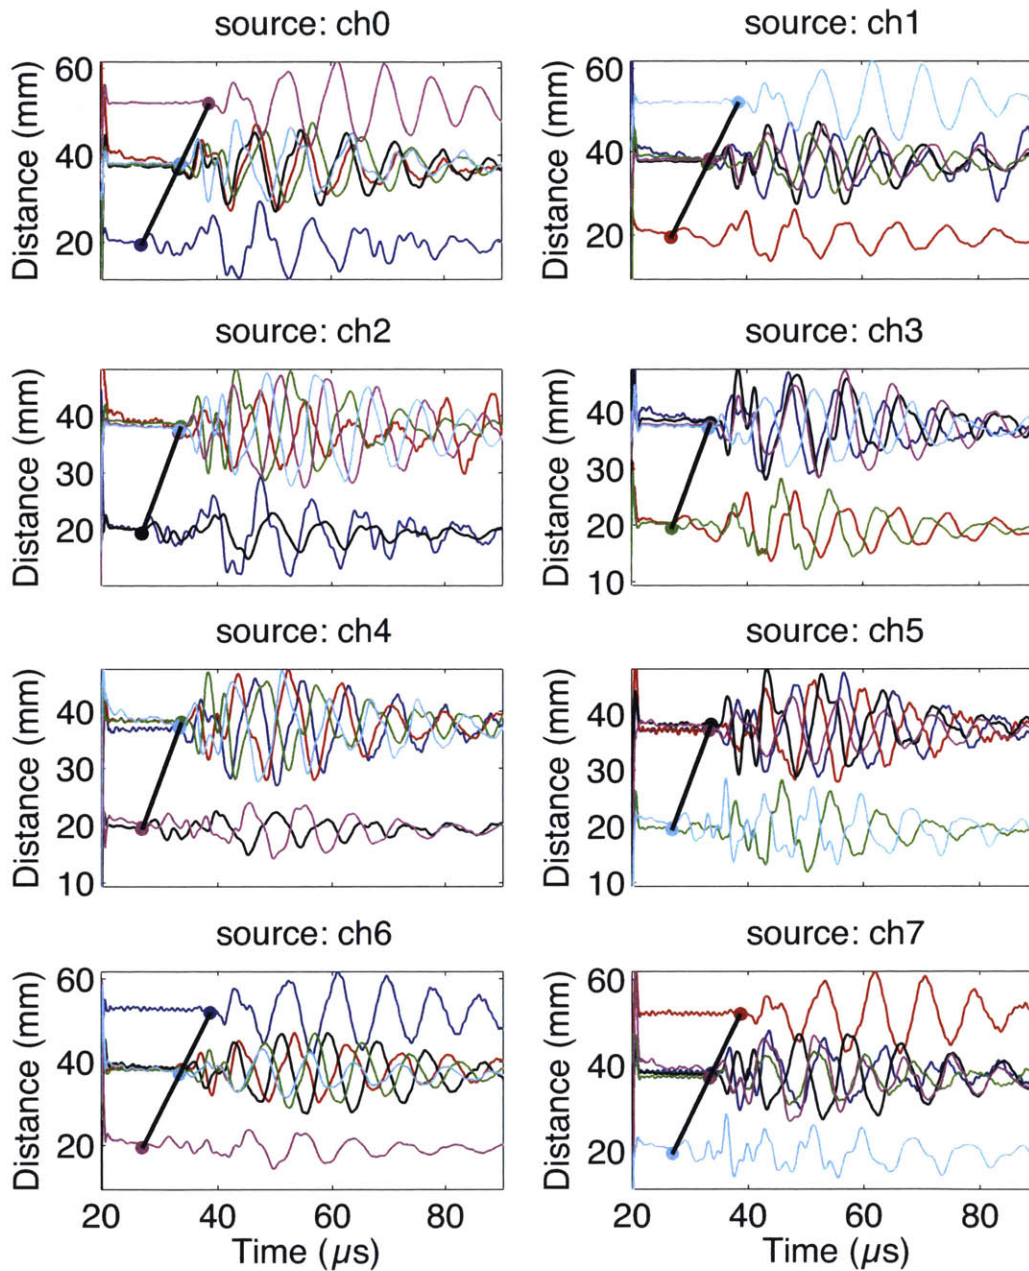 source: ch0
source: ch1
60
40
20
Distance (mm)
60
40
20
Distance (mm)
source: ch2
source: ch3
40
30
20
Distance (mm)
40
30
20
10
Distance (mm)
source: ch4
source: ch5
40
30
20
10
Distance (mm)
40
30
20
10
Distance (mm)
source: ch6
source: ch7
60
40
20
Distance (mm)
60
40
20
Distance (mm)
20 40 60 80
20 40 60 80
Time (μs)
Time (μs)